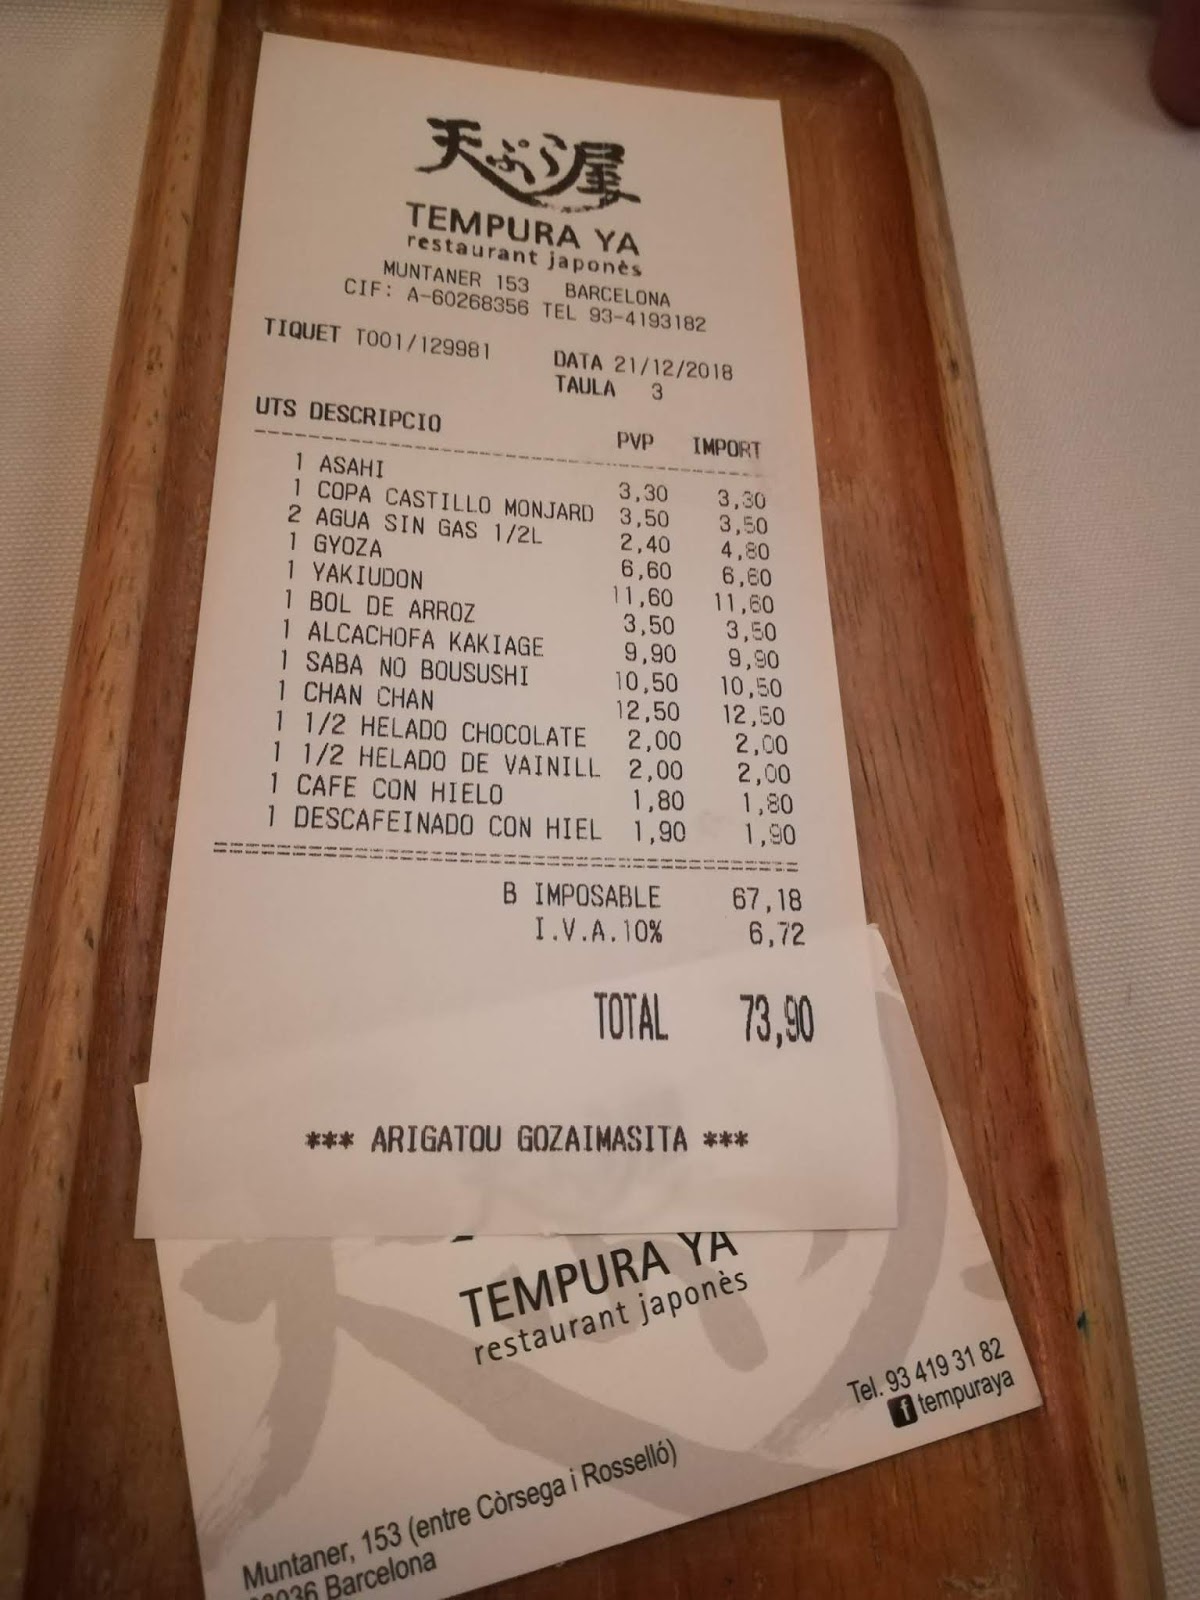 天ぷら屋
TEMPURA YA
restaurant japonès
MUNTANER 153 BARCELONA
CIF: A-60268356 TEL 93-4193182
TIQUET T001/129981 DATA 21/12/2018
TAULA 3
UTS DESCRIPCIO PVP IMPORT
1 ASAHI 3,30 3,30
1 COPA CASTILLO MONJARD 3,50 3,50
2 AGUA SIN GAS 1/2L 2,40 4,80
1 GYOZA 6,60 6,60
1 YAKIUDON 11,60 11,60
1 BOL DE ARROZ 3,50 3,50
1 ALCACHOFA KAKIAGE 9,90 9,90
1 SABA NO BOUSUSHI 10,50 10,50
1 CHAN CHAN 12,50 12,50
1 1/2 HELADO CHOCOLATE 2,00 2,00
1 1/2 HELADO DE VAINILL 2,00 2,00
1 CAFE CON HIELO 1,80 1,80
1 DESCAFEINADO CON HIEL 1,90 1,90
B IMPOSABLE 67,18
I.V.A.10% 6,72
TOTAL 73,90
*** ARIGATOU GOZAIMASITA ***
TEMPURA YA
restaurant japonès
Tel. 93 419 31 82
f tempuraya
Muntaner, 153 (entre Còrsega i Rosselló)
Barcelona